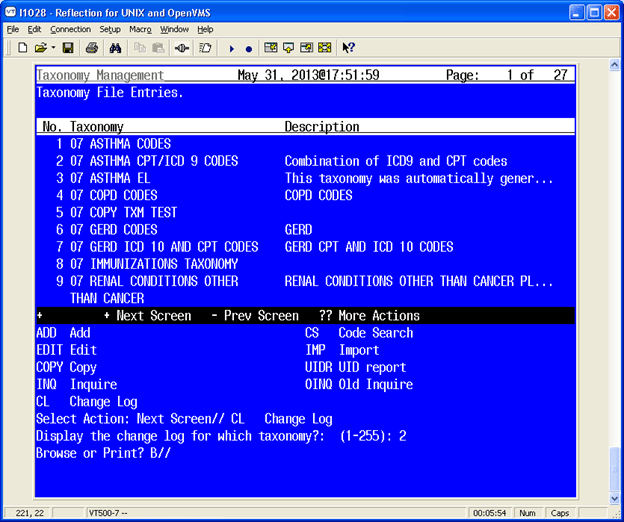 I1028 - Reflection for UNIX and OpenVMS
File Edit Connection Setup Macro Window Help
Taxonomy Management May 31, 2013@17:51:59 Page: 1 of 27
Taxonomy File Entries.
No. Taxonomy Description
1 07 ASTHMA CODES
2 07 ASTHMA CPT/ICD 9 CODES Combination of ICD9 and CPT codes
3 07 ASTHMA EL This taxonomy was automatically gener...
4 07 COPD CODES COPD CODES
5 07 COPY TXM TEST
6 07 GERD CODES GERD
7 07 GERD ICD 10 AND CPT CODES GERD CPT AND ICD 10 CODES
8 07 IMMUNIZATIONS TAXONOMY
9 07 RENAL CONDITIONS OTHER RENAL CONDITIONS OTHER THAN CANCER PL...
THAN CANCER
+ + Next Screen - Prev Screen ?? More Actions
ADD Add CS Code Search
EDIT Edit IMP Import
COPY Copy UIDR UID report
INQ Inquire OINQ Old Inquire
CL Change Log
Select Action: Next Screen// CL Change Log
Display the change log for which taxonomy?: (1-255): 2
Browse or Print? B//
221, 22 VT500-7 -- 00:05:54 Num Caps